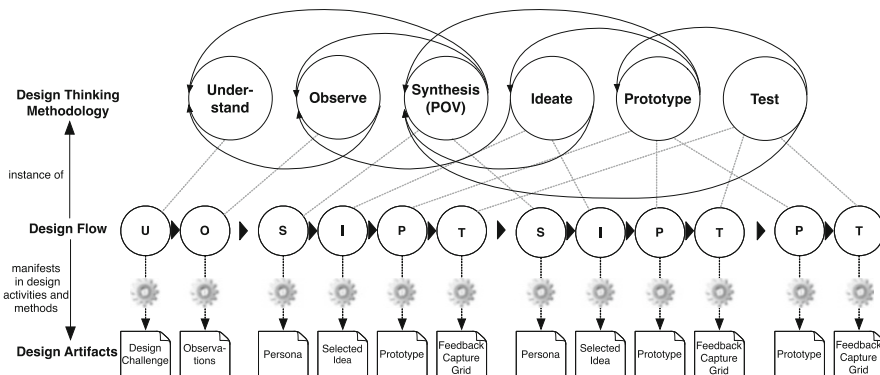 Design Thinking
Methodology
Under-
stand
Observe
Synthesis
(POV)
Ideate
Prototype
Test
instance of
Design Flow
U
O
S
I
P
T
S
I
P
T
P
T
manifests
in design
activities and
methods
Design Artifacts
Design
Challenge
Observa-
tions
Persona
Selected
Idea
Prototype
Feedback
Capture
Grid
Persona
Selected
Idea
Prototype
Feedback
Capture
Grid
Prototype
Feedback
Capture
Grid